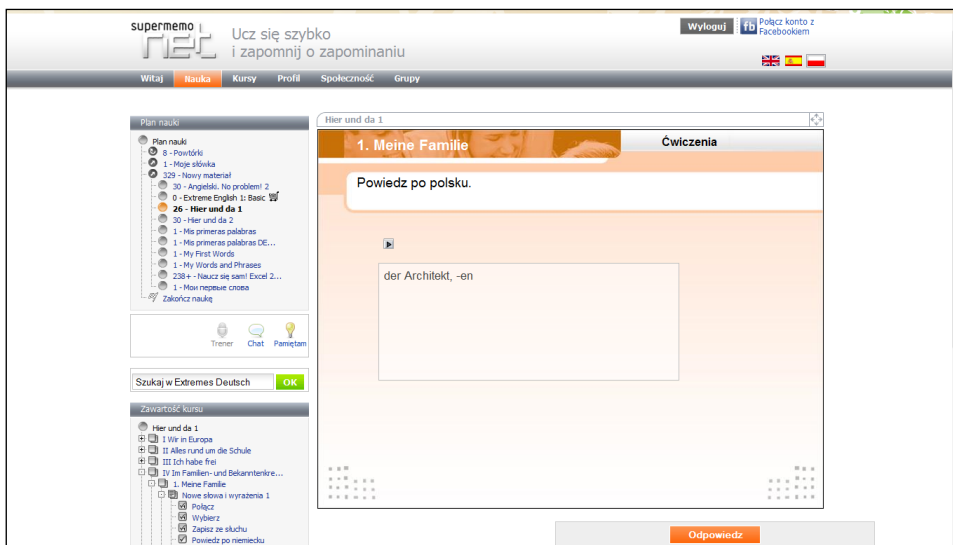 supermemo
net
Ucz się szybko
i zapomnij o zapominaniu
Wyloguj
fb
Połącz konto z
Facebookiem
Witaj Nauka Kursy Profil Społeczność Grupy
Plan nauki
Plan nauki
8 - Powtórki
1 - Moje słówka
329 - Nowy materiał
30 - Angielski. No problem! 2
0 - Extreme English 1: Basic
26 - Hier und da 1
30 - Hier und da 2
1 - Mis primeras palabras
1 - Mis primeras palabras DE...
1 - My First Words
1 - My Words and Phrases
238+ - Naucz się sam! Excel 2...
1 - Мои первые слова
Zakończ naukę
Trener Chat Pamiętam
Szukaj w Extremes Deutsch OK
Zawartość kursu
Hier und da 1
I Wir in Europa
II Alles rund um die Schule
III Ich habe frei
IV Im Familien- und Bekanntenkre...
1. Meine Familie
Nowe słowa i wyrażenia 1
Połącz
Wybierz
Zapisz ze słuchu
Powiedz po niemiecku
Hier und da 1
1. Meine Familie
Ćwiczenia
Powiedz po polsku.
der Architekt, -en
Odpowiedz